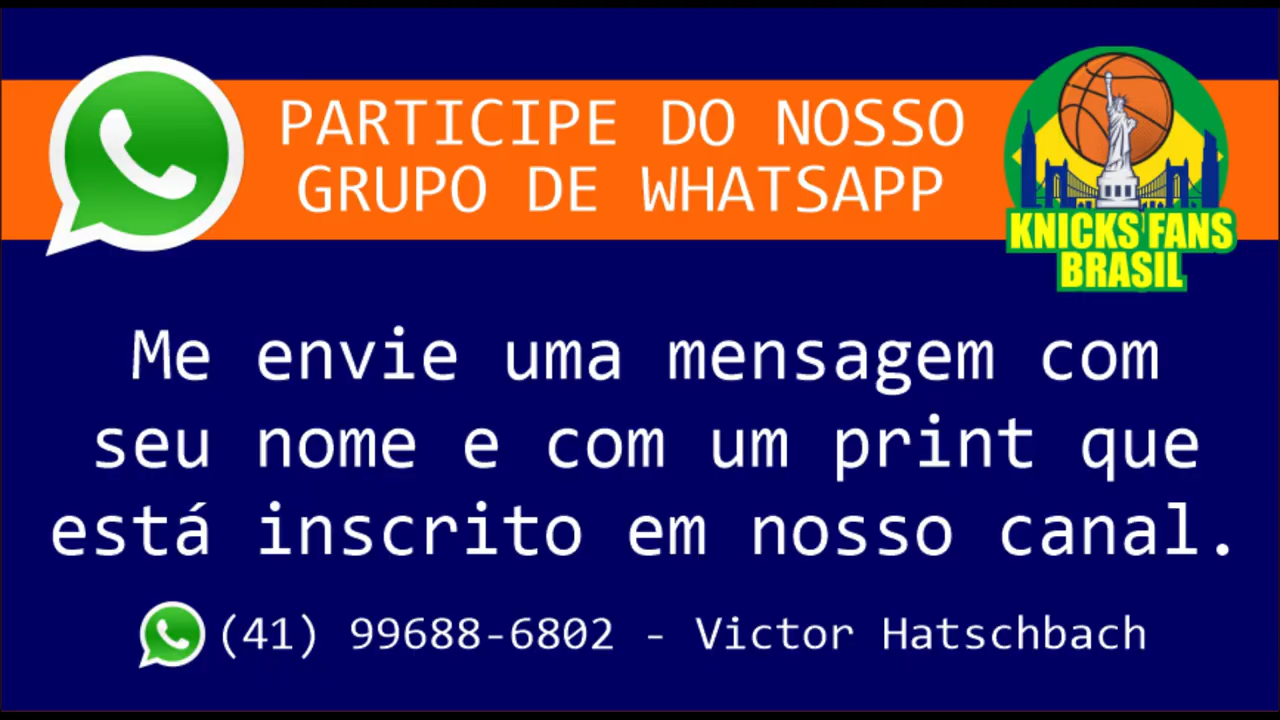 PARTICIPE DO NOSSO
GRUPO DE WHATSAPP
KNICKS FANS
BRASIL
Me envie uma mensagem com
seu nome e com um print que
está inscrito em nosso canal.
(41) 99688-6802 - Victor Hatschbach